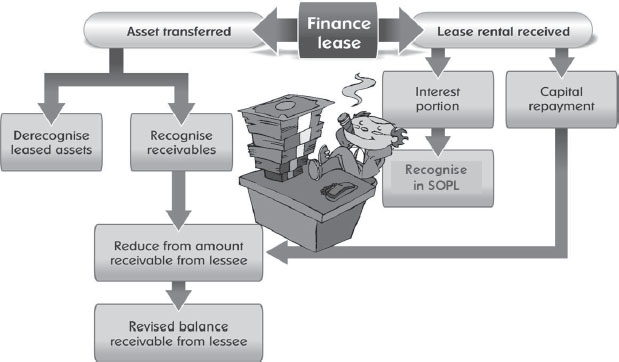 Finance
lease
Asset transferred
Lease rental received
Derecognise
leased assets
Recognise
receivables
Interest
portion
Capital
repayment
Recognise
in SOPL
Reduce from amount
receivable from lessee
Revised balance
receivable from lessee